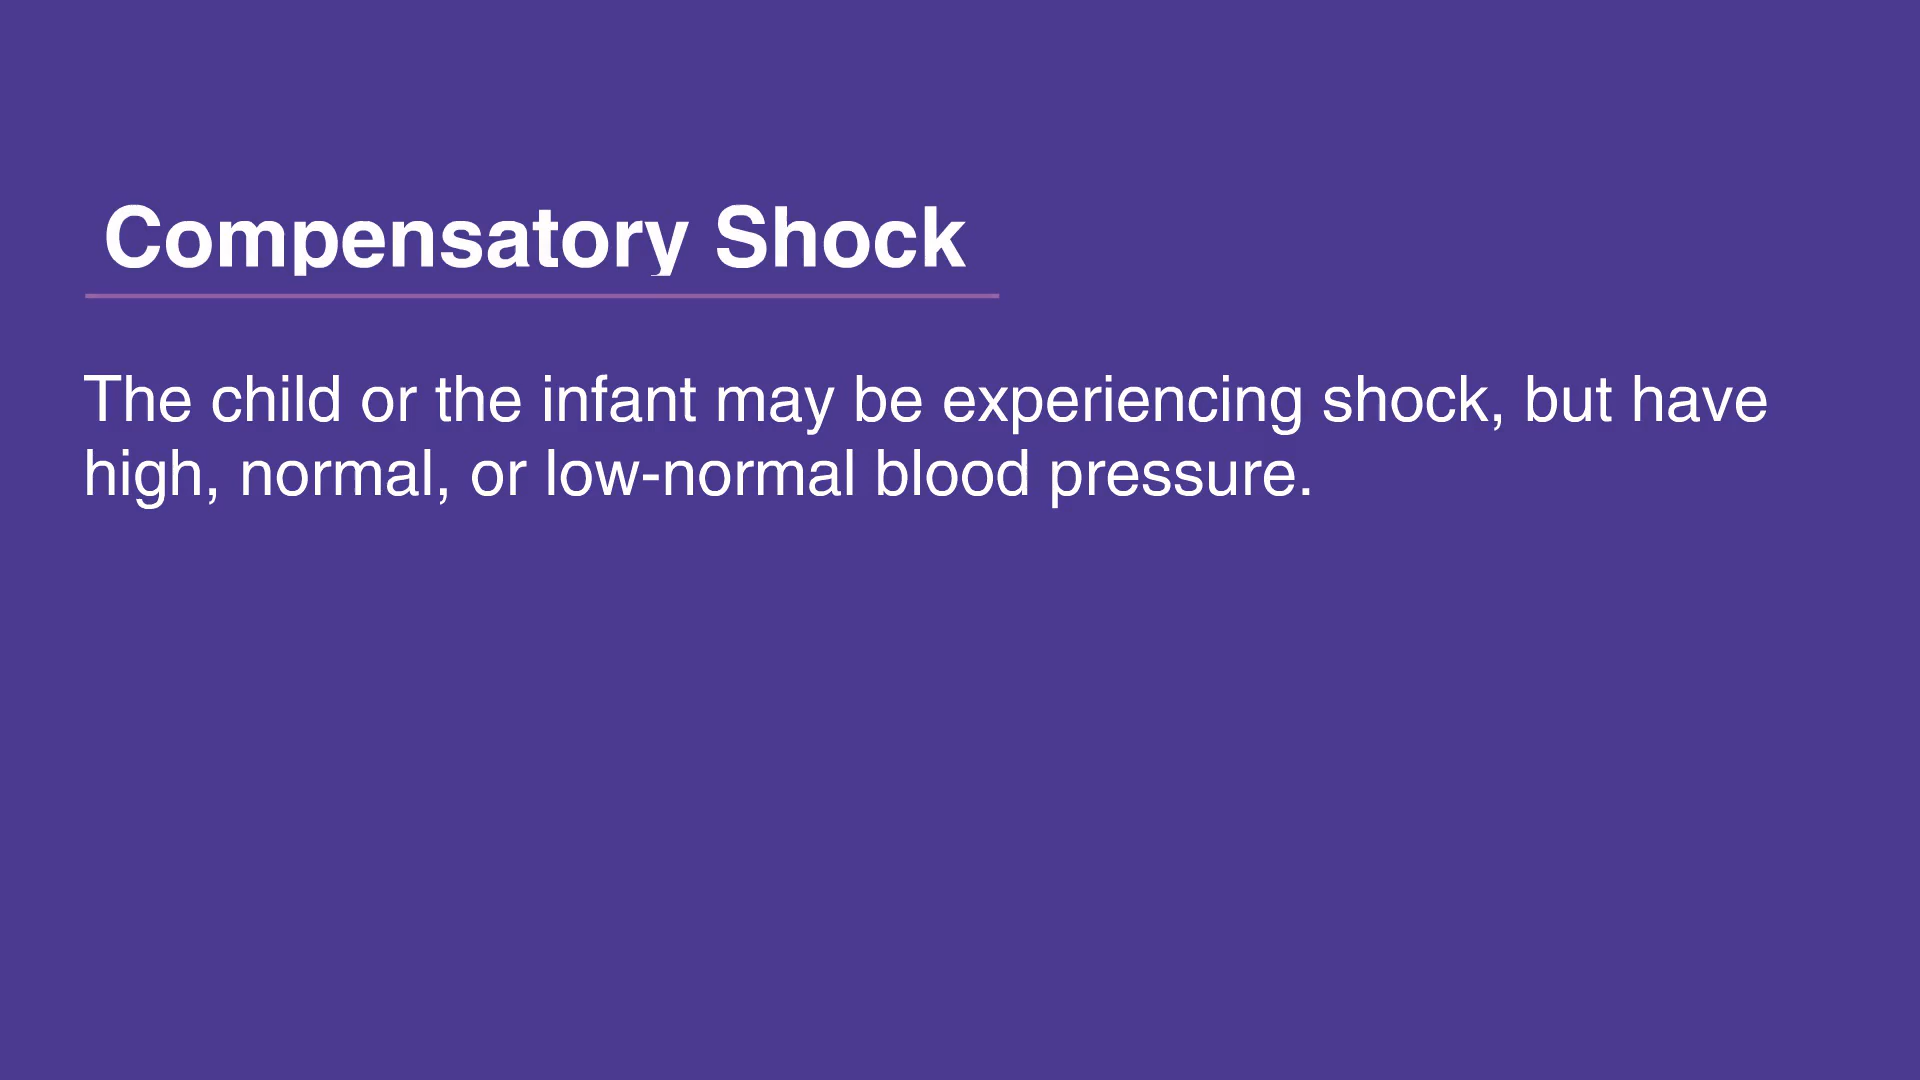 Compensatory Shock
The child or the infant may be experiencing shock, but have
high, normal, or low-normal blood pressure.